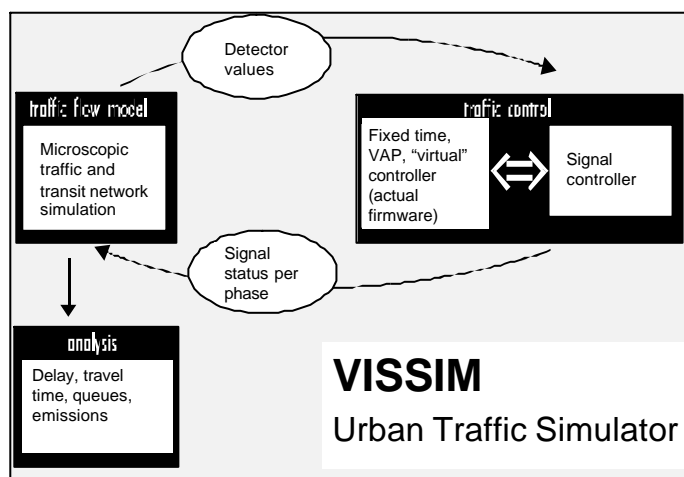 Detector
values
traffic flow model
Microscopic
traffic and
transit network
simulation
traffic control
Fixed time,
VAP, “virtual”
controller
(actual
firmware)
Signal
controller
Signal
status per
phase
analysis
Delay, travel
time, queues,
emissions
VISSIM
Urban Traffic Simulator